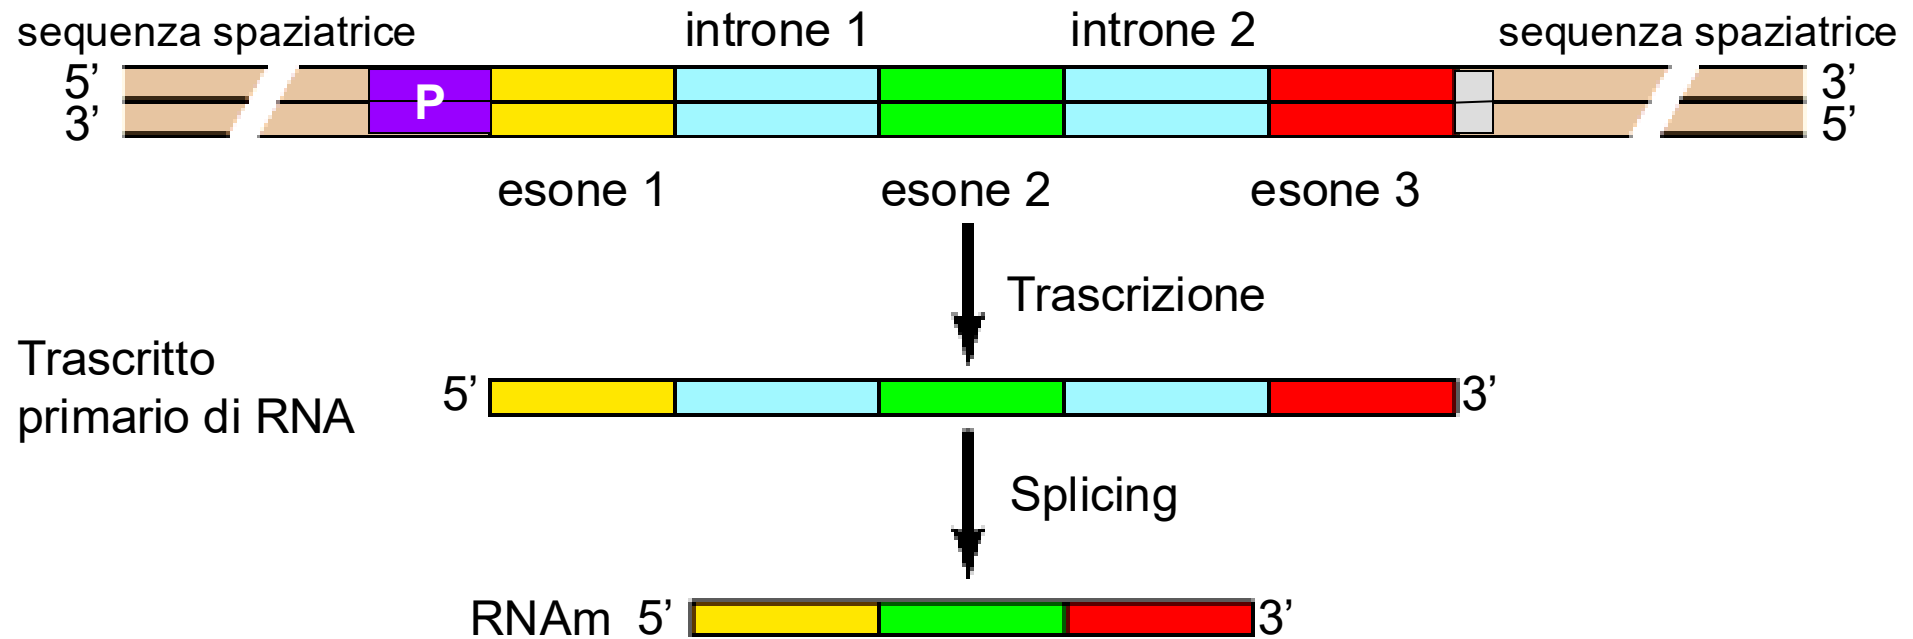 sequenza spaziatrice
introne 1
introne 2
sequenza spaziatrice
5’
3’
P
3’
5’
esone 1
esone 2
esone 3
Trascrizione
Trascritto
primario di RNA
5’
3’
Splicing
RNAm
5’
3’